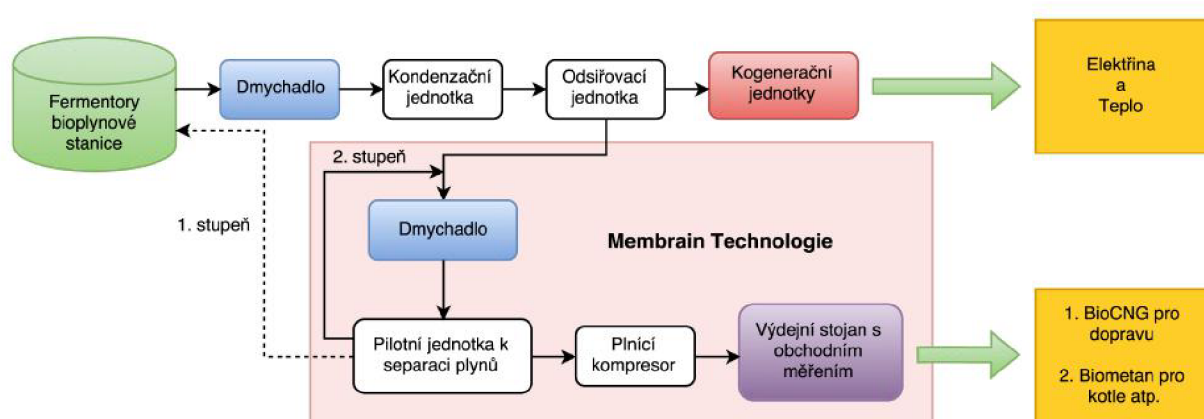 Fermentory
bioplynové
stanice
Dmychadlo
Kondenzační
jednotka
Odsiřovací
jednotka
Kogenerační
jednotky
Elektřina
a
Teplo
2. stupeň
1. stupeň
Dmychadlo
Membrain Technologie
Pilotní jednotka k
separaci plynů
Plnící
kompresor
Výdejní stojan s
obchodním
měřením
1. BioCNG pro
dopravu
2. Biometan pro
kotle atp.